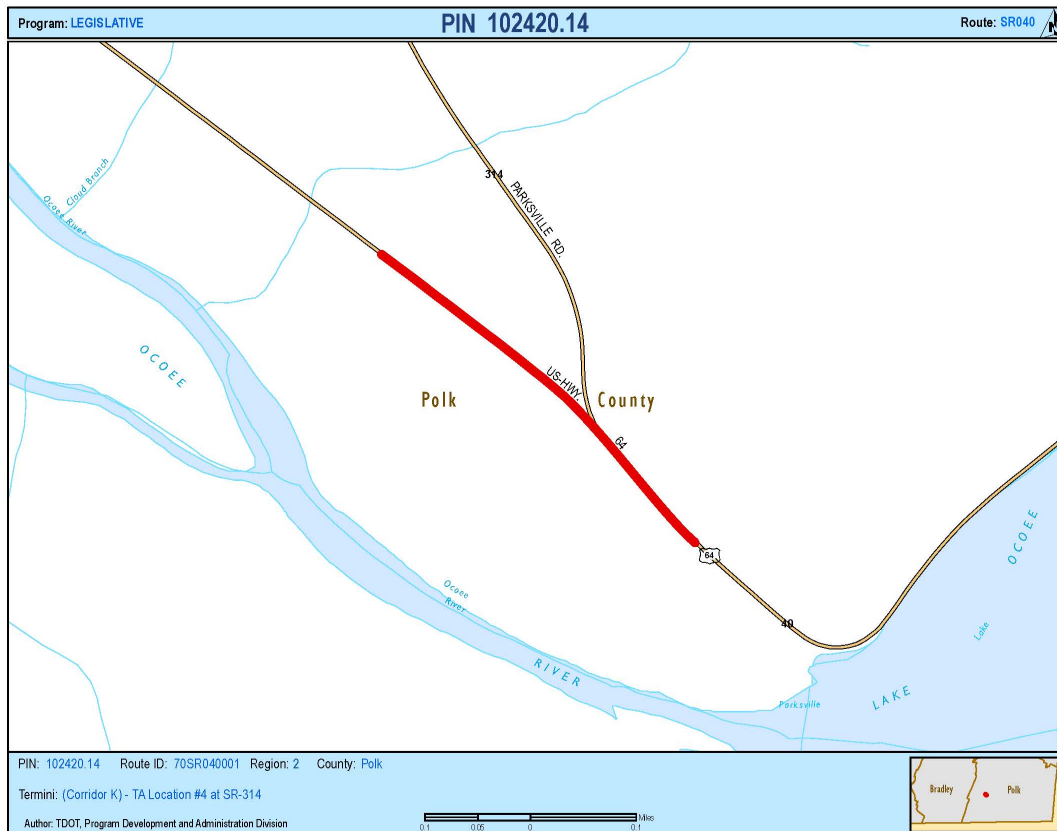 Program: LEGISLATIVE
PIN 102420.14
Route: SR040
N
314
PARKSVILLE RD.
Cloud Branch
Ocoee River
OCOEE
US-HWY.
64
Polk County
64
40
OCOEE
Lake
LAKE
Parksville
Ocoee
River
RIVER
PIN: 102420.14 Route ID: 70SR040001 Region: 2 County: Polk
Termini: (Corridor K) - TA Location #4 at SR-314
Author: TDOT, Program Development and Administration Division
0.1 0.05 0 0.1 Miles
Bradley Polk